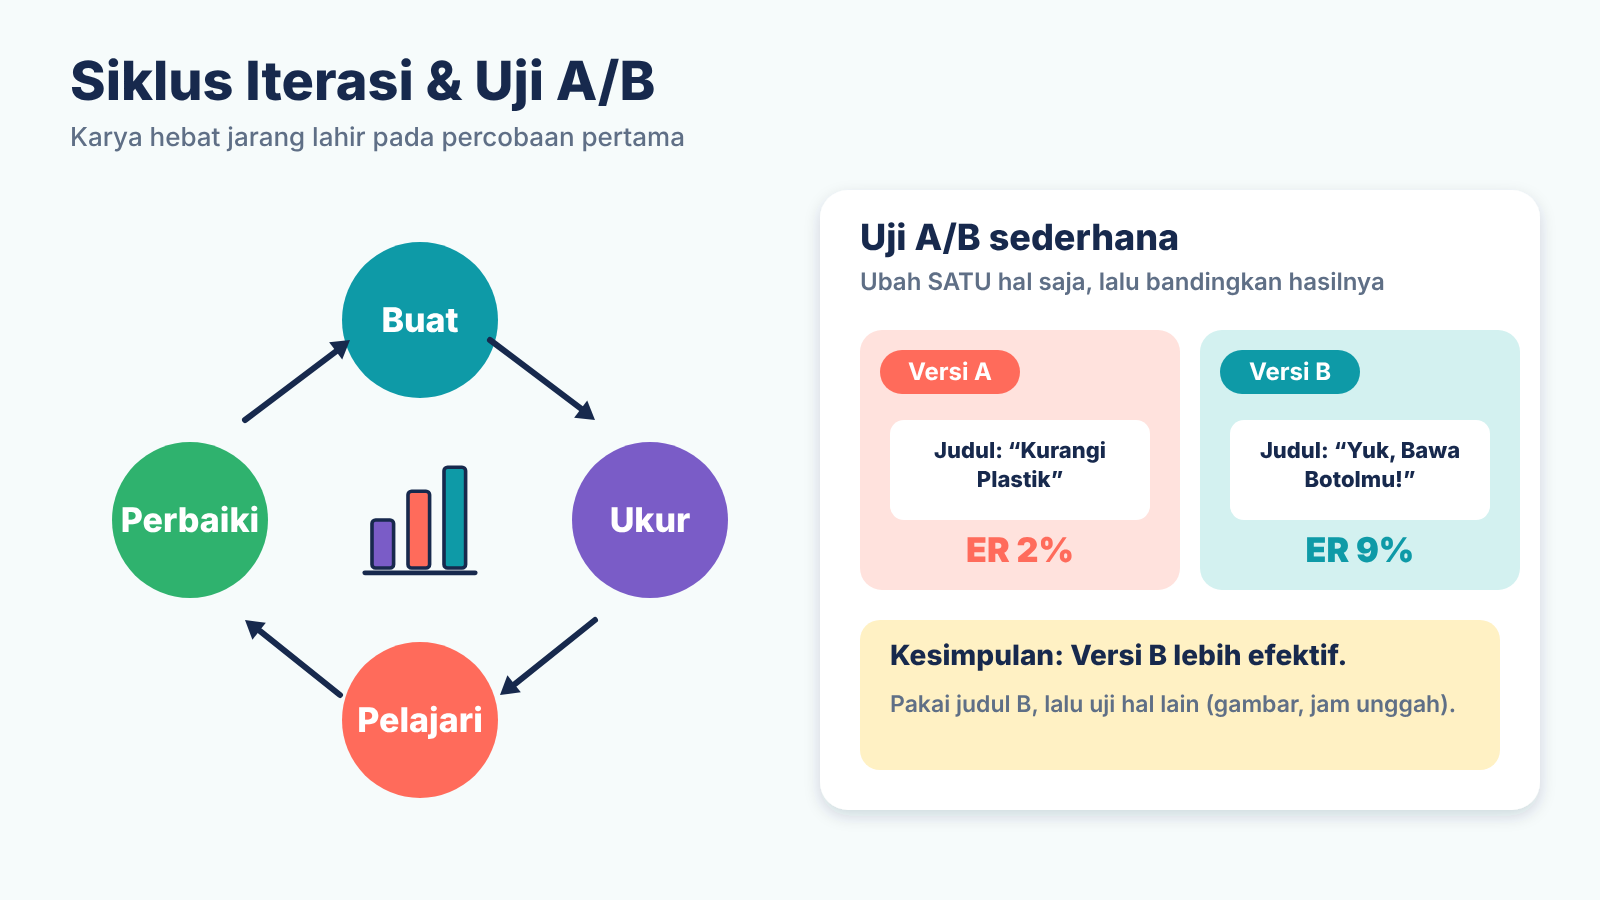 Siklus Iterasi & Uji A/B
Karya hebat jarang lahir pada percobaan pertama
Buat
Ukur
Pelajari
Perbaiki
Uji A/B sederhana
Ubah SATU hal saja, lalu bandingkan hasilnya
Versi A
Judul: “Kurangi
Plastik”
ER 2%
Versi B
Judul: “Yuk, Bawa
Botolmu!”
ER 9%
Kesimpulan: Versi B lebih efektif.
Pakai judul B, lalu uji hal lain (gambar, jam unggah).